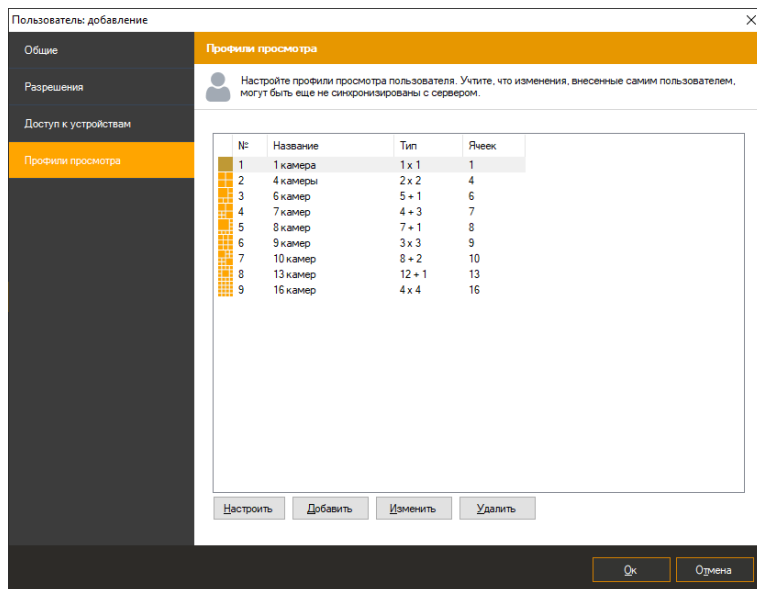 Пользователь: добавление
Общие
Разрешения
Доступ к устройствам
Профили просмотра
Профили просмотра
Настройте профили просмотра пользователя. Учтите, что изменения, внесенные самим пользователем,
могут быть еще не синхронизированы с сервером.
№ Название Тип Ячеек
1 1 камера 1 x 1 1
2 4 камеры 2 x 2 4
3 6 камер 5 + 1 6
4 7 камер 4 + 3 7
5 8 камер 7 + 1 8
6 9 камер 3 x 3 9
7 10 камер 8 + 2 10
8 13 камер 12 + 1 13
9 16 камер 4 x 4 16
Настроить Добавить Изменить Удалить
Ок Отмена